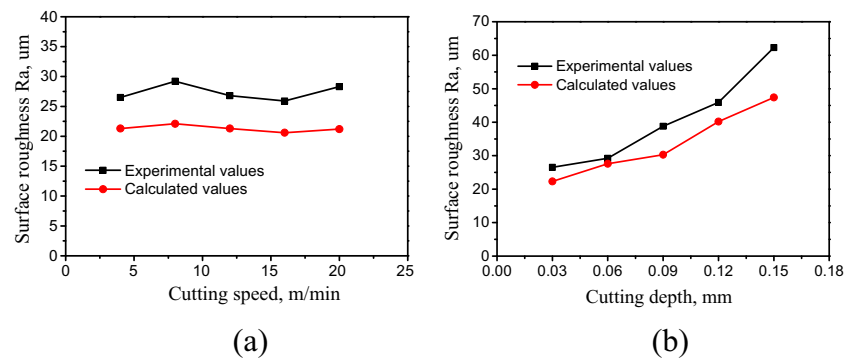 40
35
30
25
20
15
10
5
0
Surface roughness Ra, um
Experimental values
Calculated values
0 5 10 15 20 25
Cutting speed, m/min
(a)
70
60
50
40
30
20
10
0
Surface roughness Ra, um
Experimental values
Calculated values
0.00 0.03 0.06 0.09 0.12 0.15 0.18
Cutting depth, mm
(b)